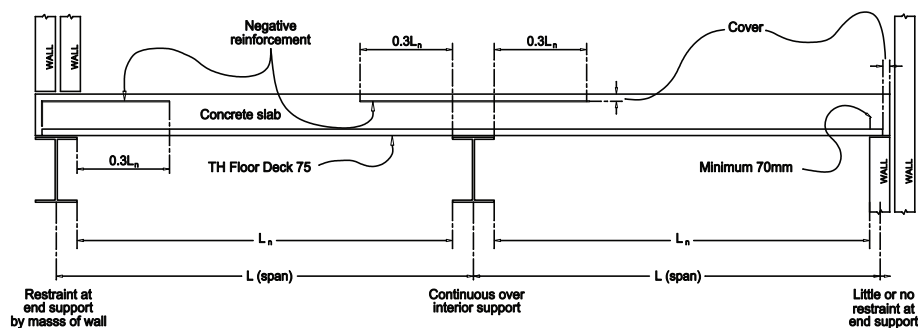 Negative
reinforcement
0.3Lₙ
0.3Lₙ
Cover
WALL
WALL
Concrete slab
0.3Lₙ
TH Floor Deck 75
Minimum 70mm
WALL
WALL
Lₙ
Lₙ
L (span)
L (span)
Restraint at
end support
by masss of wall
Continuous over
interior support
Little or no
restraint at
end support